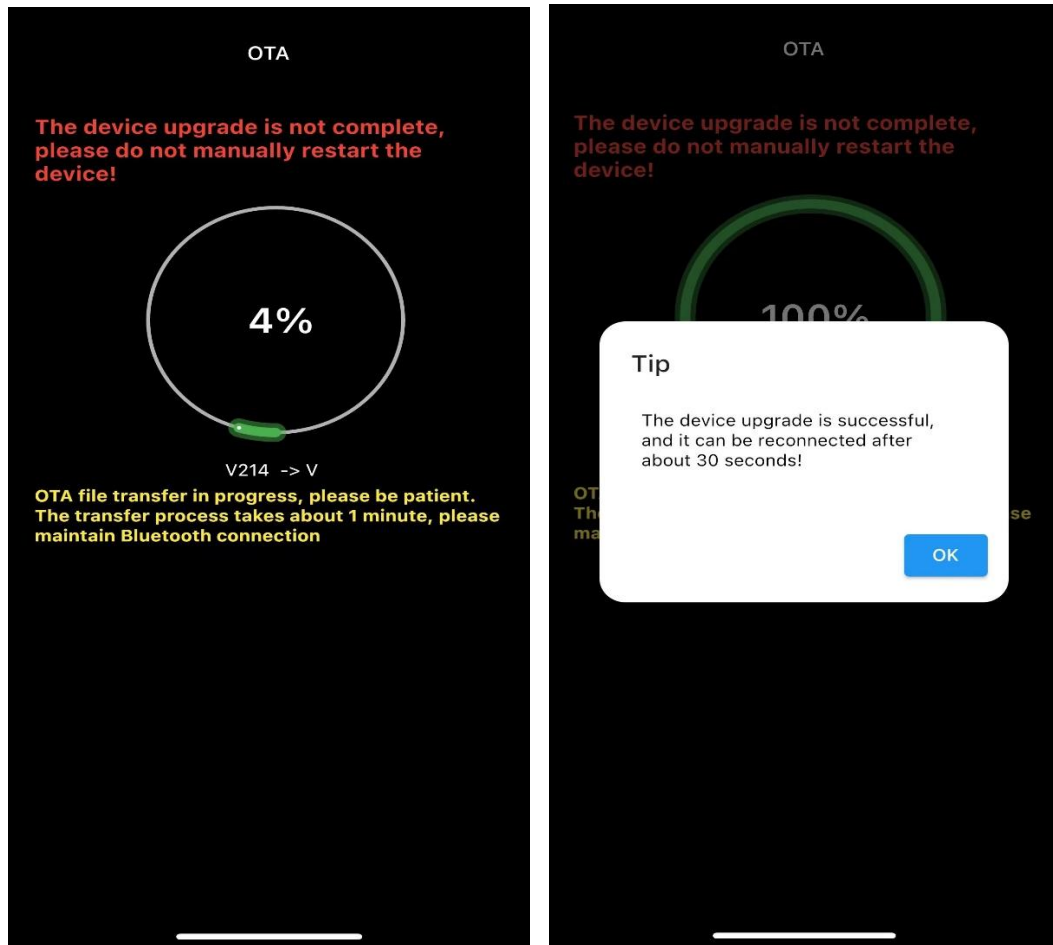 OTA
The device upgrade is not complete,
please do not manually restart the
device!
4%
V214 -> V
OTA file transfer in progress, please be patient.
The transfer process takes about 1 minute, please
maintain Bluetooth connection
OTA
The device upgrade is not complete,
please do not manually restart the
device!
100%
Tip
The device upgrade is successful,
and it can be reconnected after
about 30 seconds!
OK